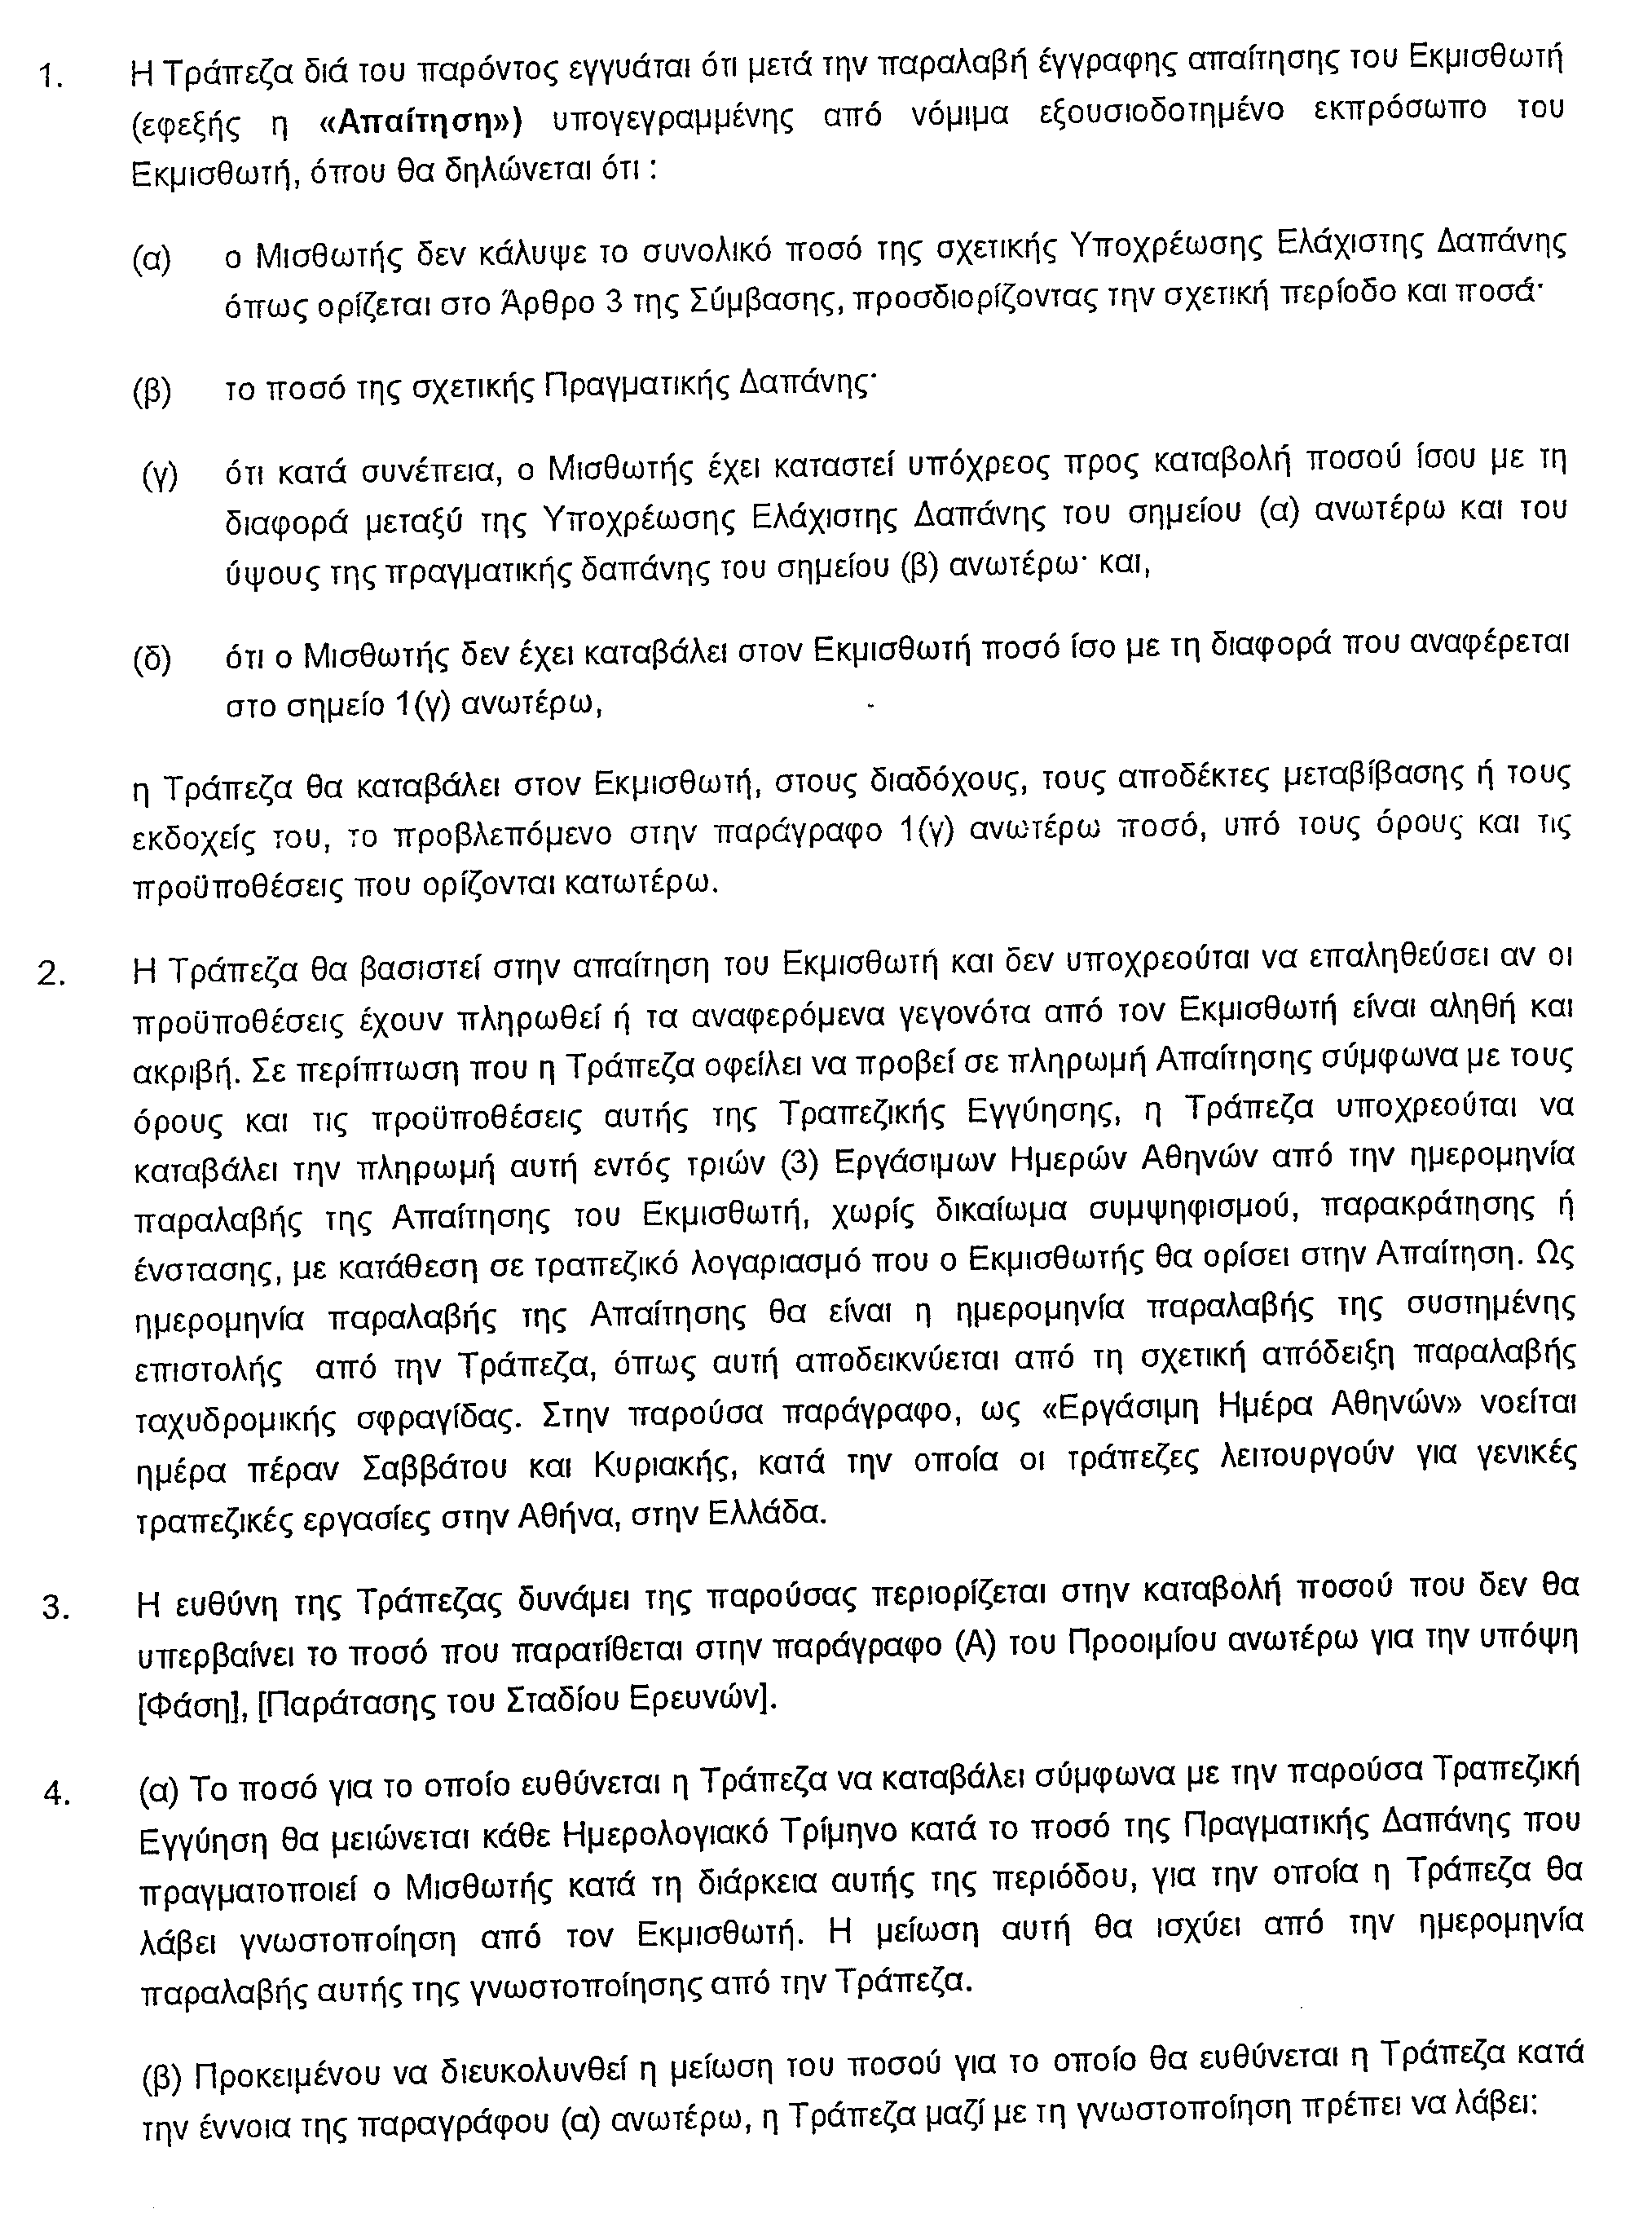 1. Η Τράπεζα διά του παρόντος εγγυάται ότι μετά την παραλαβή έγγραφης απαίτησης του Εκμισθωτή
(εφεξής η «Απαίτηση») υπογεγραμμένης από νόμιμα εξουσιοδοτημένο εκπρόσωπο του
Εκμισθωτή, όπου θα δηλώνεται ότι :
(α) ο Μισθωτής δεν κάλυψε το συνολικό ποσό της σχετικής Υποχρέωσης Ελάχιστης Δαπάνης
όπως ορίζεται στο Άρθρο 3 της Σύμβασης, προσδιορίζοντας την σχετική περίοδο και ποσά·
(β) το ποσό της σχετικής Πραγματικής Δαπάνης·
(γ) ότι κατά συνέπεια, ο Μισθωτής έχει καταστεί υπόχρεος προς καταβολή ποσού ίσου με τη
διαφορά μεταξύ της Υποχρέωσης Ελάχιστης Δαπάνης του σημείου (α) ανωτέρω και του
ύψους της πραγματικής δαπάνης του σημείου (β) ανωτέρω· και,
(δ) ότι ο Μισθωτής δεν έχει καταβάλει στον Εκμισθωτή ποσό ίσο με τη διαφορά που αναφέρεται
στο σημείο 1(γ) ανωτέρω,
η Τράπεζα θα καταβάλει στον Εκμισθωτή, στους διαδόχους, τους αποδέκτες μεταβίβασης ή τους
εκδοχείς του, το προβλεπόμενο στην παράγραφο 1(γ) ανωτέρω ποσό, υπό τους όρους και τις
προϋποθέσεις που ορίζονται κατωτέρω.
2. Η Τράπεζα θα βασιστεί στην απαίτηση του Εκμισθωτή και δεν υποχρεούται να επαληθεύσει αν οι
προϋποθέσεις έχουν πληρωθεί ή τα αναφερόμενα γεγονότα από τον Εκμισθωτή είναι αληθή και
ακριβή. Σε περίπτωση που η Τράπεζα οφείλει να προβεί σε πληρωμή Απαίτησης σύμφωνα με τους
όρους και τις προϋποθέσεις αυτής της Τραπεζικής Εγγύησης, η Τράπεζα υποχρεούται να
καταβάλει την πληρωμή αυτή εντός τριών (3) Εργάσιμων Ημερών Αθηνών από την ημερομηνία
παραλαβής της Απαίτησης του Εκμισθωτή, χωρίς δικαίωμα συμψηφισμού, παρακράτησης ή
ένστασης, με κατάθεση σε τραπεζικό λογαριασμό που ο Εκμισθωτής θα ορίσει στην Απαίτηση. Ως
ημερομηνία παραλαβής της Απαίτησης θα είναι η ημερομηνία παραλαβής της συστημένης
επιστολής από την Τράπεζα, όπως αυτή αποδεικνύεται από τη σχετική απόδειξη παραλαβής
ταχυδρομικής σφραγίδας. Στην παρούσα παράγραφο, ως «Εργάσιμη Ημέρα Αθηνών» νοείται
ημέρα πέραν Σαββάτου και Κυριακής, κατά την οποία οι τράπεζες λειτουργούν για γενικές
τραπεζικές εργασίες στην Αθήνα, στην Ελλάδα.
3. Η ευθύνη της Τράπεζας δυνάμει της παρούσας περιορίζεται στην καταβολή ποσού που δεν θα
υπερβαίνει το ποσό που παρατίθεται στην παράγραφο (Α) του Προοιμίου ανωτέρω για την υπόψη
[Φάση], [Παράτασης του Σταδίου Ερευνών].
4. (α) Το ποσό για το οποίο ευθύνεται η Τράπεζα να καταβάλει σύμφωνα με την παρούσα Τραπεζική
Εγγύηση θα μειώνεται κάθε Ημερολογιακό Τρίμηνο κατά το ποσό της Πραγματικής Δαπάνης που
πραγματοποιεί ο Μισθωτής κατά τη διάρκεια αυτής της περιόδου, για την οποία η Τράπεζα θα
λάβει γνωστοποίηση από τον Εκμισθωτή. Η μείωση αυτή θα ισχύει από την ημερομηνία
παραλαβής αυτής της γνωστοποίησης από την Τράπεζα.
(β) Προκειμένου να διευκολυνθεί η μείωση του ποσού για το οποίο θα ευθύνεται η Τράπεζα κατά
την έννοια της παραγράφου (α) ανωτέρω, η Τράπεζα μαζί με τη γνωστοποίηση πρέπει να λάβει: